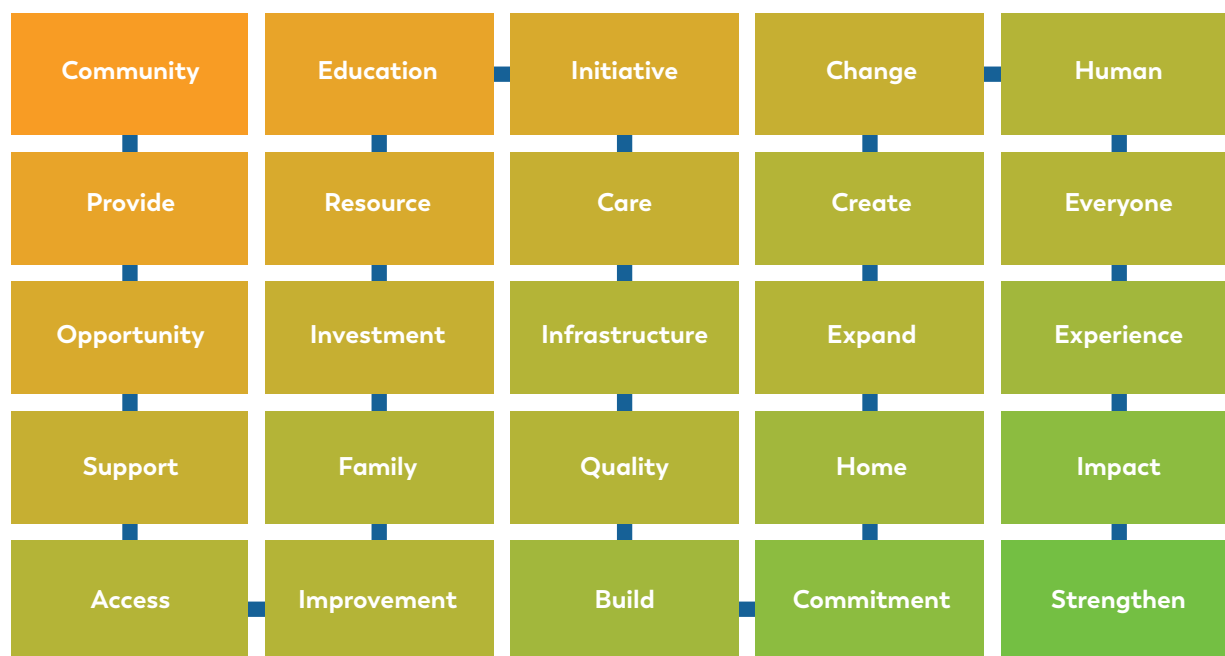 Community
Provide
Opportunity
Support
Access
Improvement
Family
Investment
Resource
Education
Initiative
Care
Infrastructure
Quality
Build
Commitment
Home
Expand
Create
Change
Human
Everyone
Experience
Impact
Strengthen